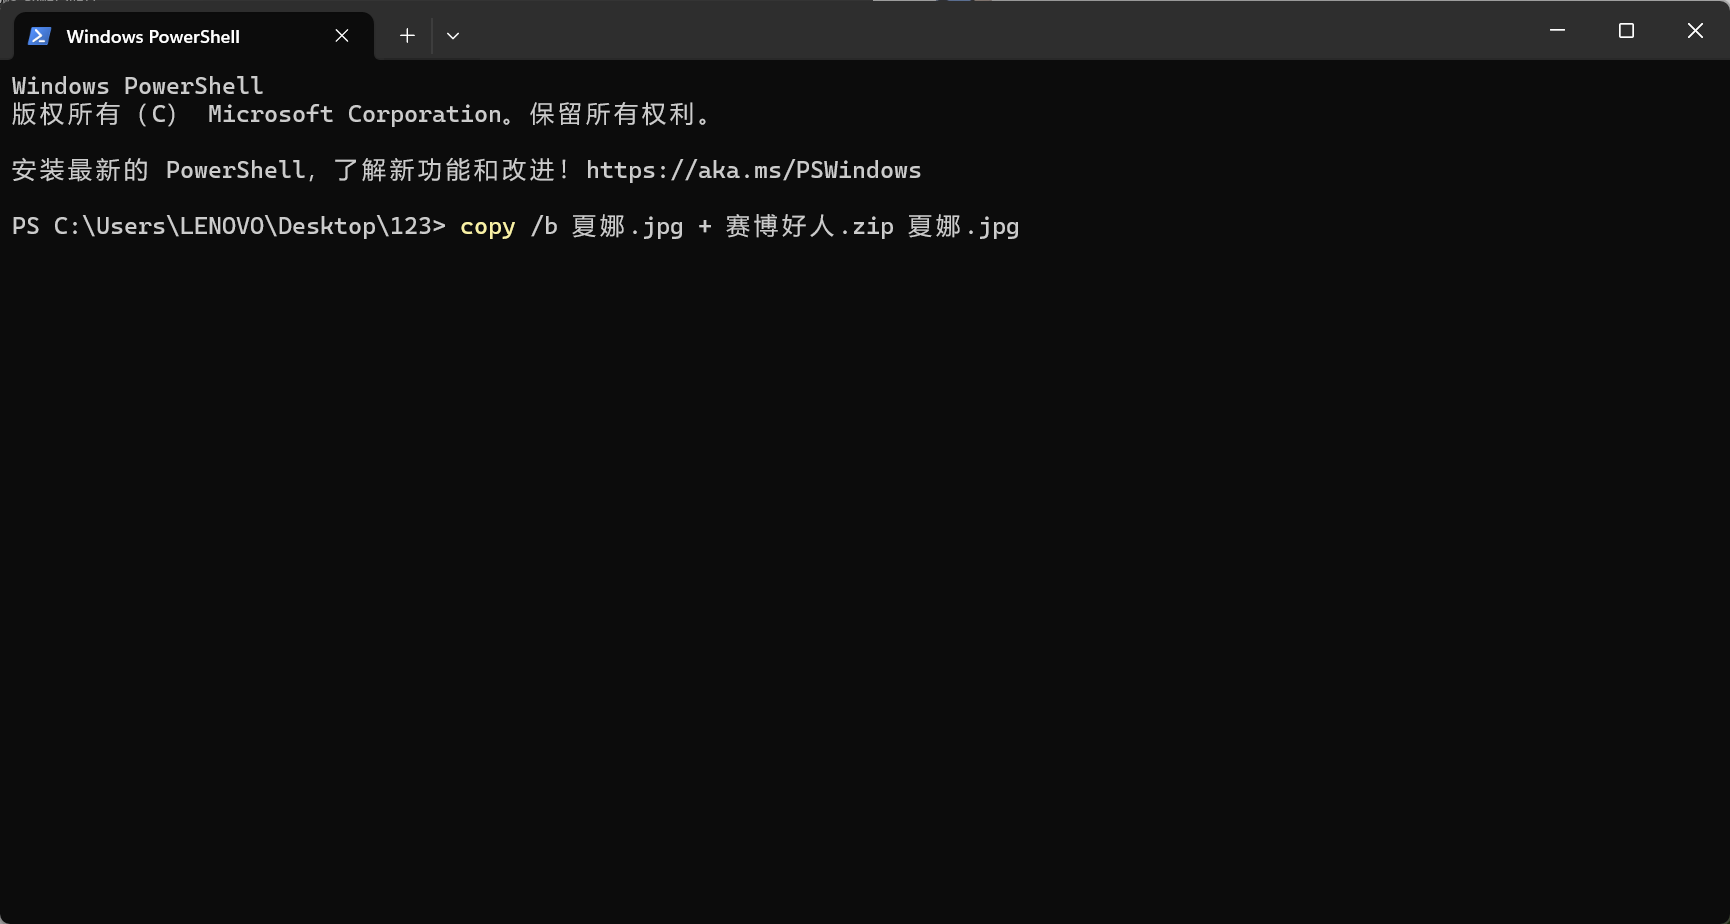 Windows PowerShell
Windows PowerShell
版权所有（C） Microsoft Corporation。保留所有权利。
安装最新的 PowerShell，了解新功能和改进！https://aka.ms/PSWindows
PS C:\Users\LENOVO\Desktop\123> copy /b 夏娜.jpg + 赛博好人.zip 夏娜.jpg